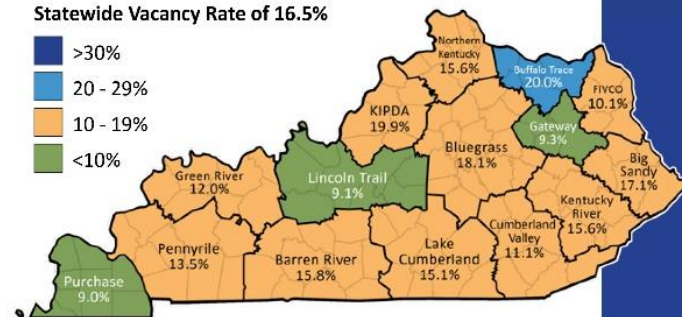 Statewide Vacancy Rate of 16.5%
>30%
20 - 29%
10 - 19%
<10%
Northern
Kentucky
15.6%
Buffalo Trace
20.0%
FIVCO
10.1%
KIPDA
19.9%
Gateway
9.3%
Bluegrass
18.1%
Big
Sandy
17.1%
Green River
12.0%
Lincoln Trail
9.1%
Kentucky
River
15.6%
Cumberland
Valley
11.1%
Pennyrile
13.5%
Barren River
15.8%
Lake
Cumberland
15.1%
Purchase
9.0%